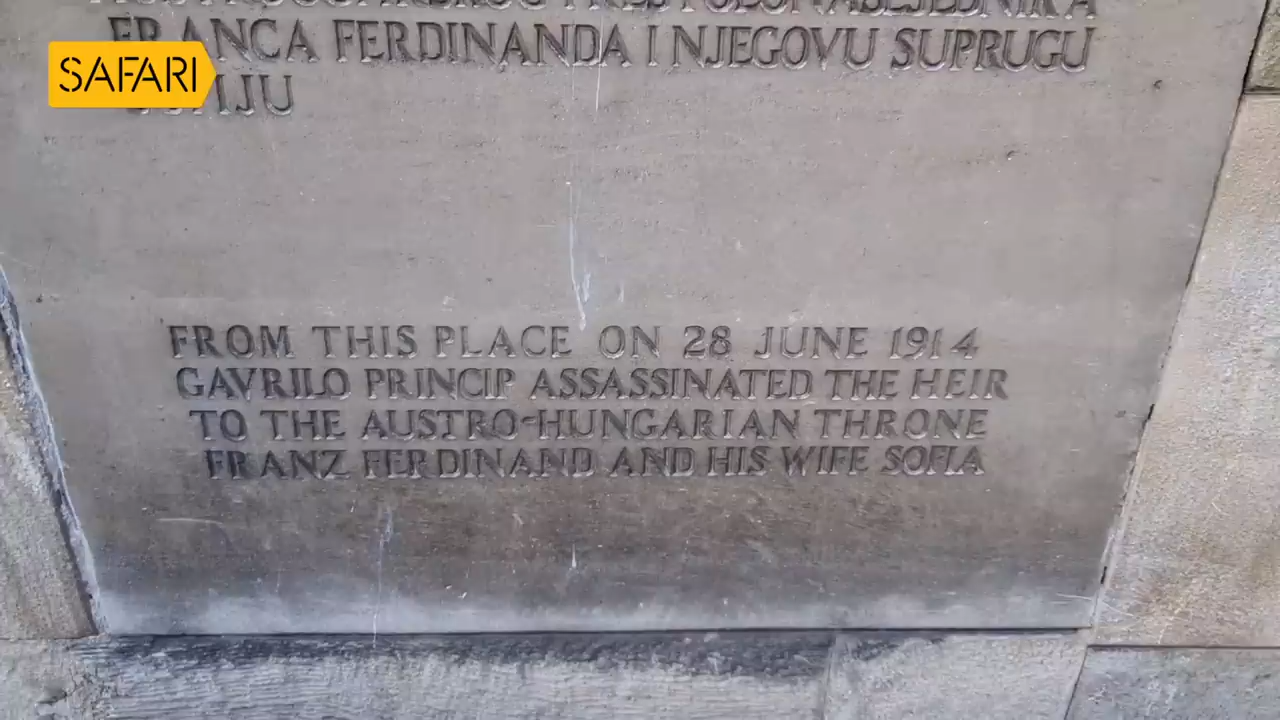 FRANCA FERDINANDA I NJEGOVU SUPRUGU
SAFARI
FROM THIS PLACE ON 28 JUNE 1914
GAVRILO PRINCIP ASSASSINATED THE HEIR
TO THE AUSTRO-HUNGARIAN THRONE
FRANZ FERDINAND AND HIS WIFE SOFIA